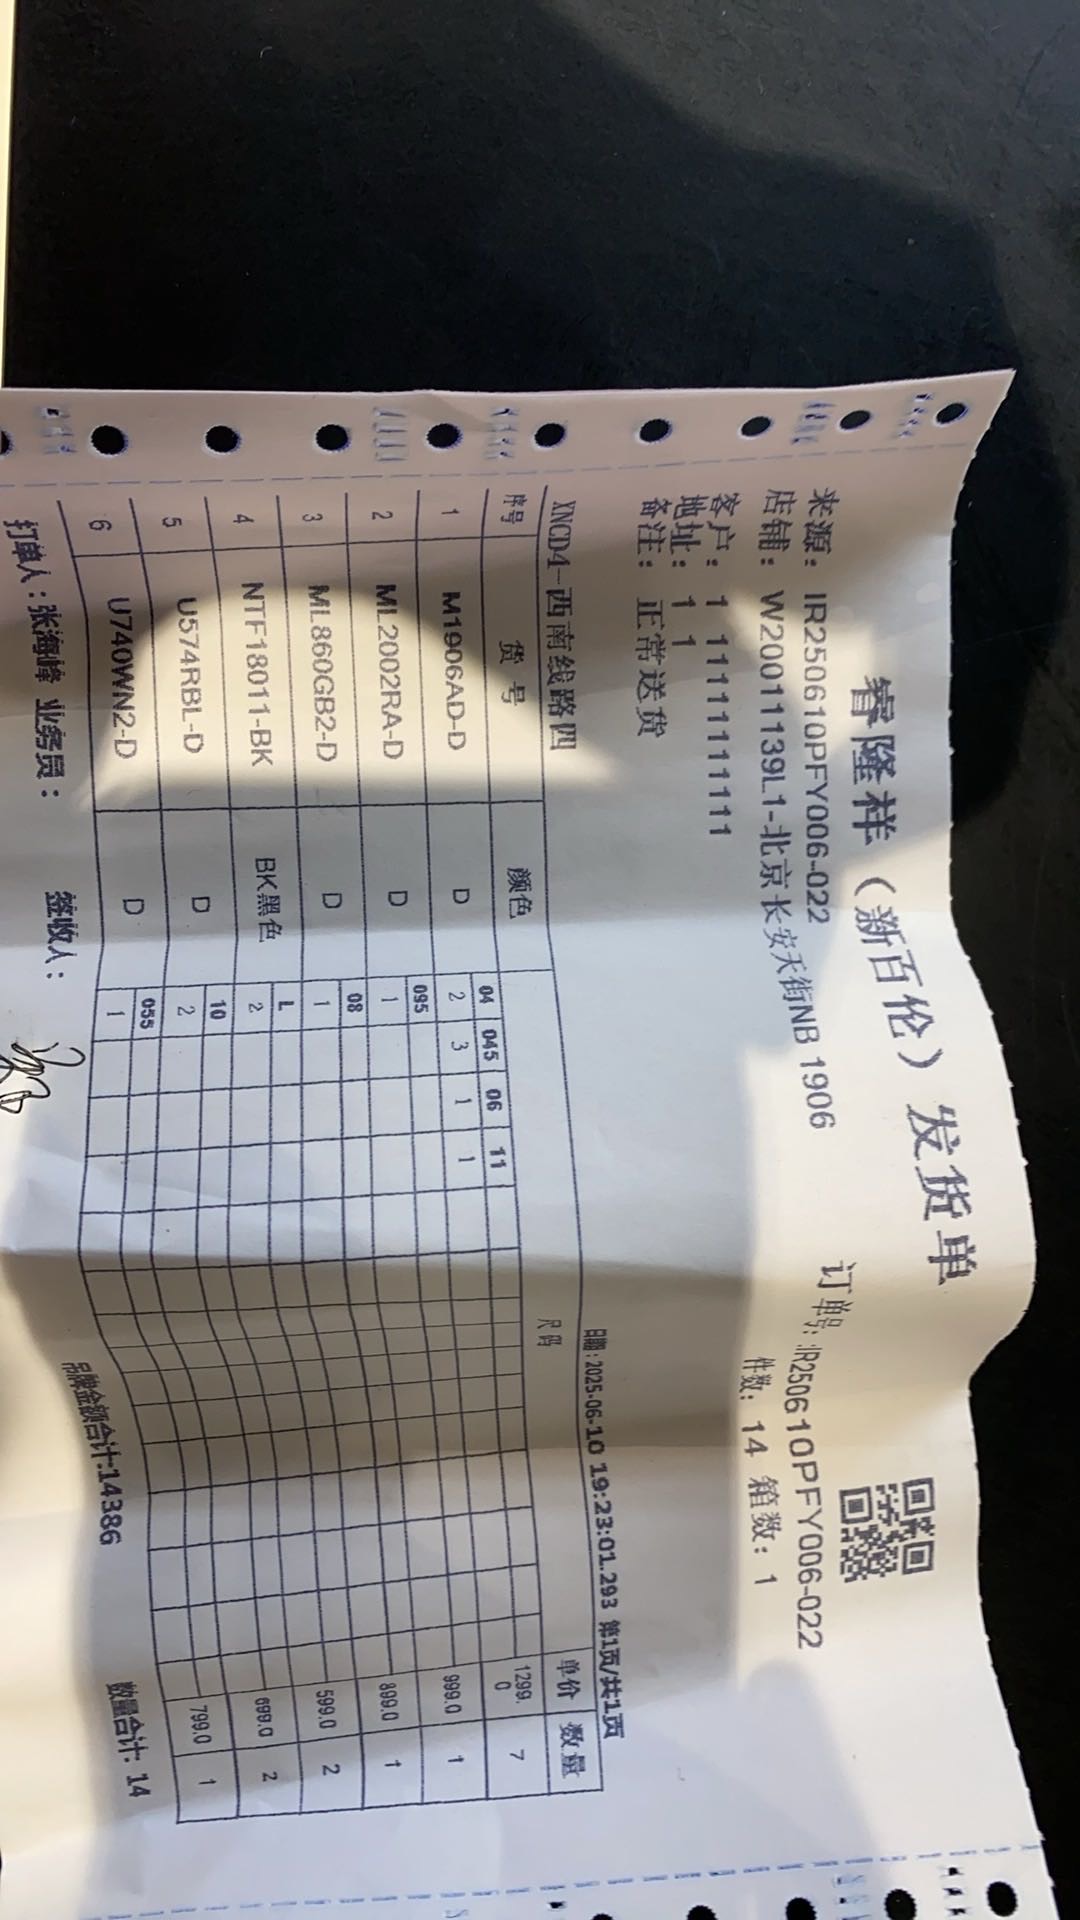 睿隆祥（新百伦）发货单
来源：IR250610PFY006-022 订单号:IR250610PFY006-022
店铺：W20011139L1-北京长安天街NB 1906 件数：14 箱数：1
客户：1 11111111111
地址：1 1
备注：正常送货
XNCD4-西南线路四 日期：2025-06-10 19:23:01.293 第1页/共1页
序号 货号 颜色 尺码 单价 数量
04 045 06 11
1 M1906AD-D D 2 3 1 1 1299.0 7
095
2 ML2002RA-D D 1 999.0 1
08
3 ML860GB2-D D 1 899.0 1
L
4 NTF18011-BK BK黑色 2 599.0 2
10
5 U574RBL-D D 2 699.0 2
055
6 U740WN2-D D 1 799.0 1
打单人：张海峰 业务员： 签收人： 吊牌金额合计:14386 数量合计：14